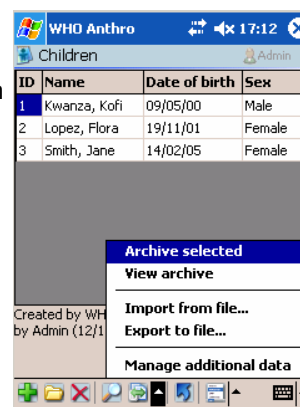 WHO Anthro 17:12
Children Admin
ID Name Date of birth Sex
1 Kwanza, Kofi 09/05/00 Male
2 Lopez, Flora 19/11/01 Female
3 Smith, Jane 14/02/05 Female
Archive selected
View archive
Import from file...
Export to file...
Manage additional data
Created by WH
by Admin (12/1